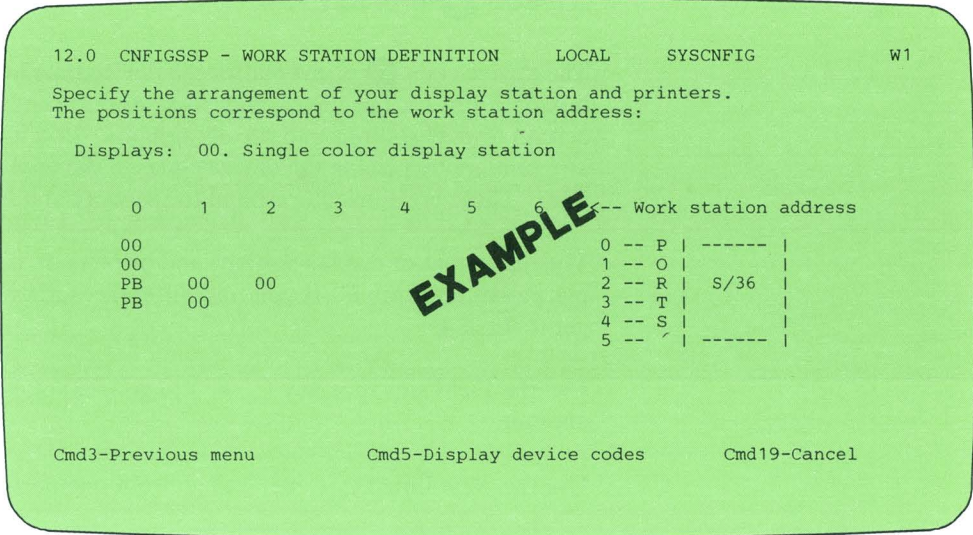 12.0 CNFIGSSP - WORK STATION DEFINITION LOCAL SYSCNFIG W1
Specify the arrangement of your display station and printers.
The positions correspond to the work station address:
Displays: 00. Single color display station
0 1 2 3 4 5 6 <-- Work station address
EXAMPLE
00 0 -- P | ------ |
00 1 -- O | |
PB 00 00 2 -- R | S/36 |
PB 00 3 -- T | |
4 -- S | |
5 -- | ------ |
Cmd3-Previous menu Cmd5-Display device codes Cmd19-Cancel